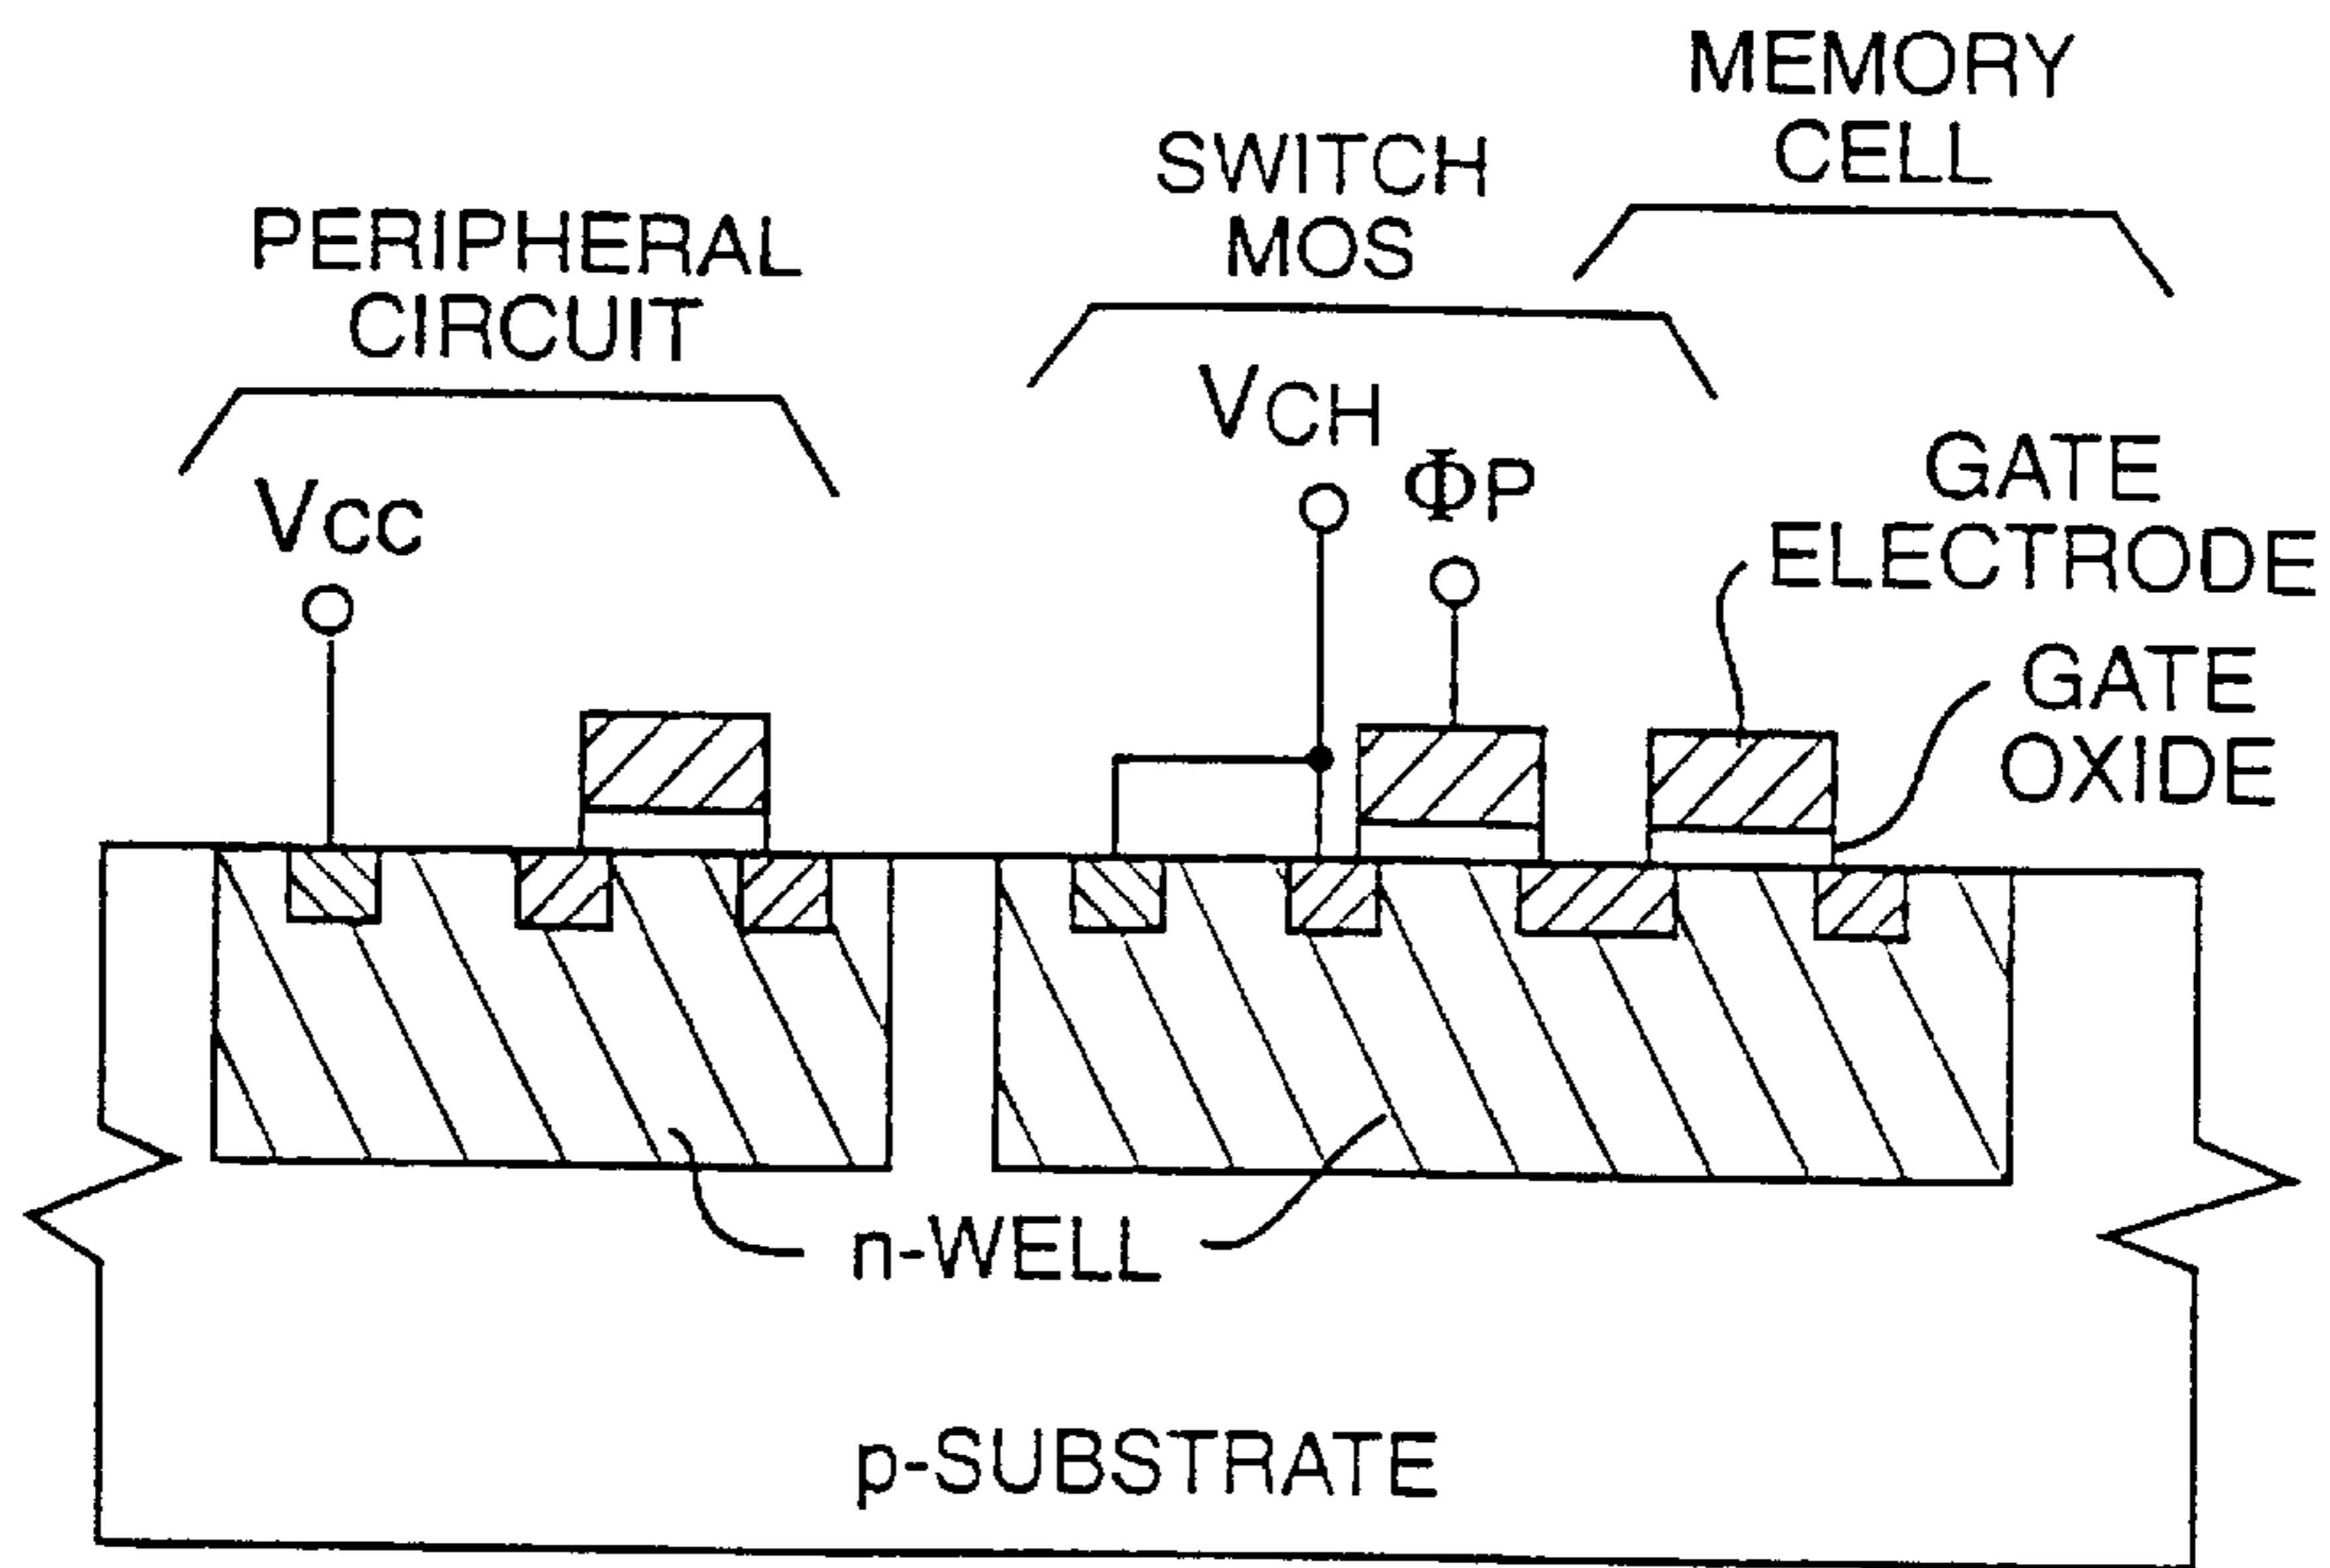 MEMORY
CELL
SWITCH
MOS
PERIPHERAL
CIRCUIT
VCH
ΦP
VCC
GATE
ELECTRODE
GATE
OXIDE
n-WELL
p-SUBSTRATE